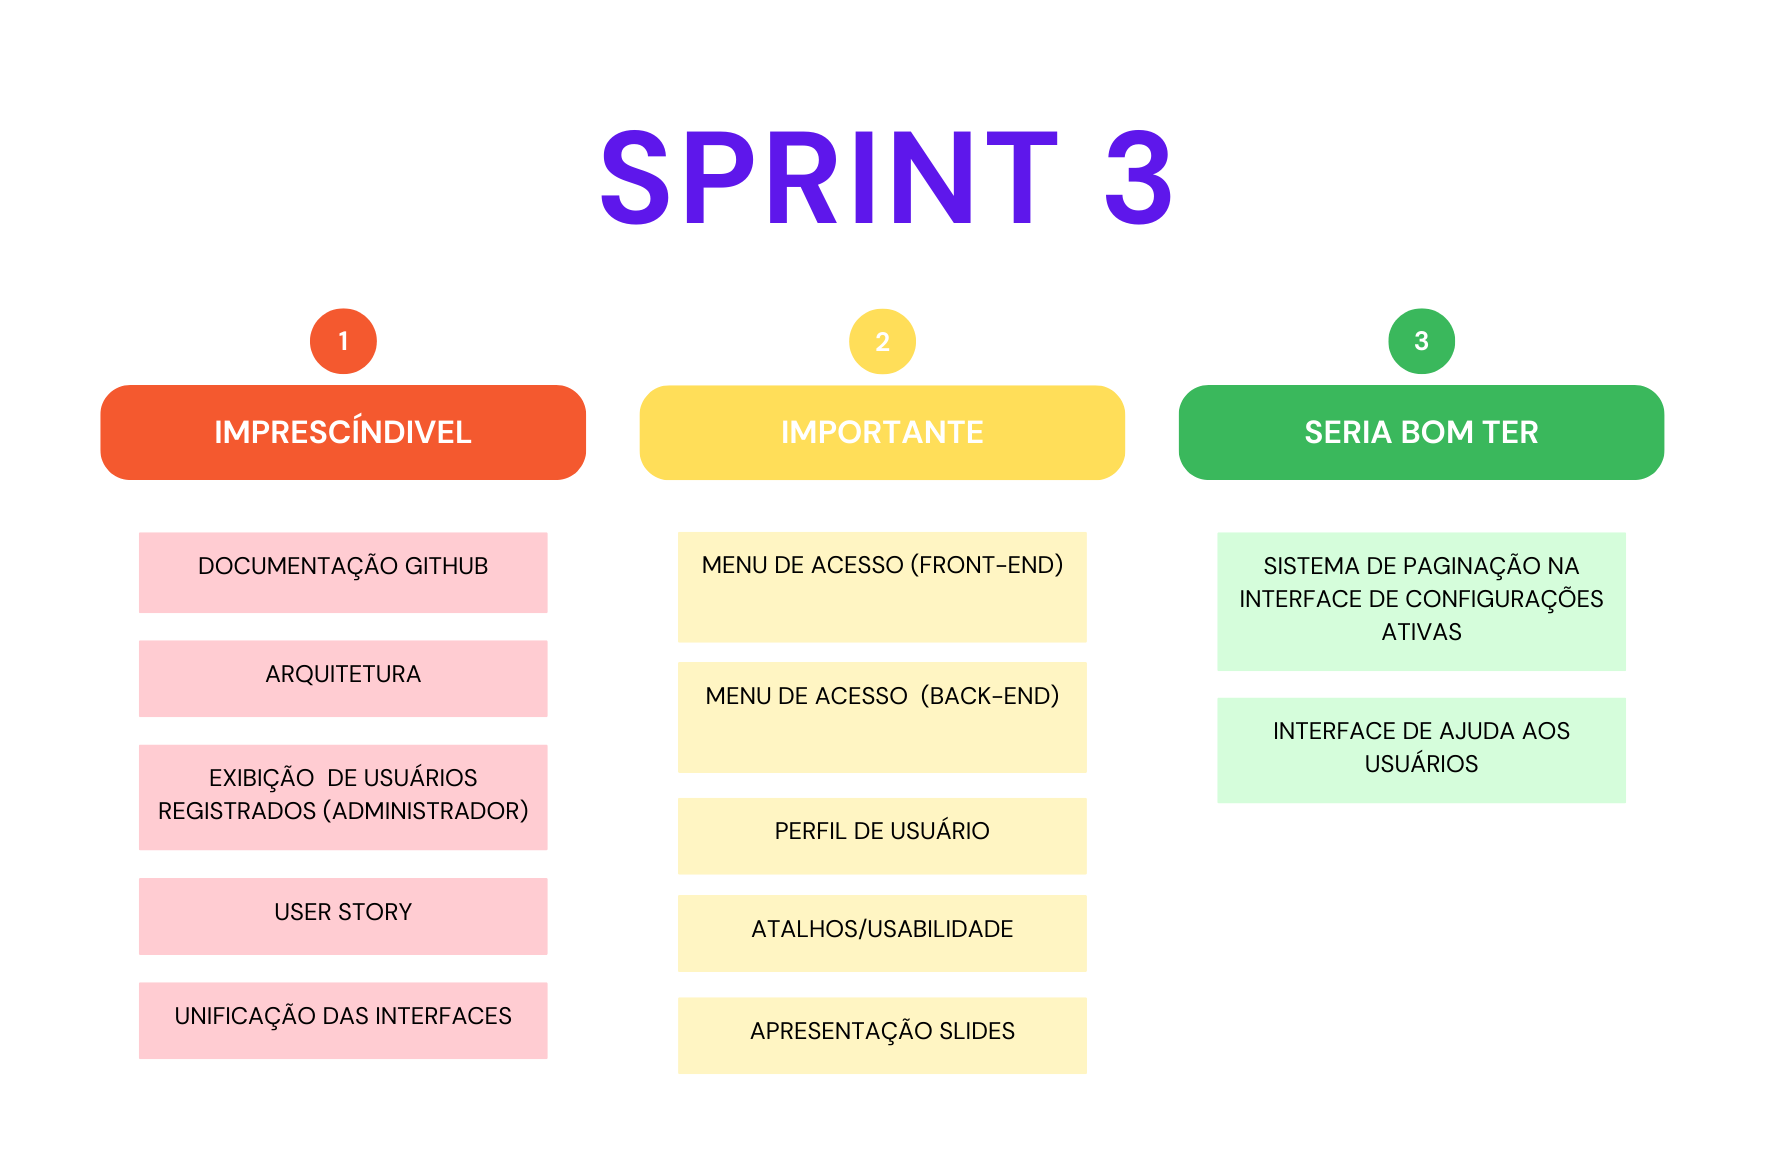 SPRINT 3
1
IMPRESCÍNDIVEL
DOCUMENTAÇÃO GITHUB
ARQUITETURA
EXIBIÇÃO  DE USUÁRIOS
REGISTRADOS (ADMINISTRADOR)
USER STORY
UNIFICAÇÃO DAS INTERFACES
2
IMPORTANTE
MENU DE ACESSO (FRONT-END)
MENU DE ACESSO  (BACK-END)
PERFIL DE USUÁRIO
ATALHOS/USABILIDADE
APRESENTAÇÃO SLIDES
3
SERIA BOM TER
SISTEMA DE PAGINAÇÃO NA
INTERFACE DE CONFIGURAÇÕES
ATIVAS
INTERFACE DE AJUDA AOS
USUÁRIOS